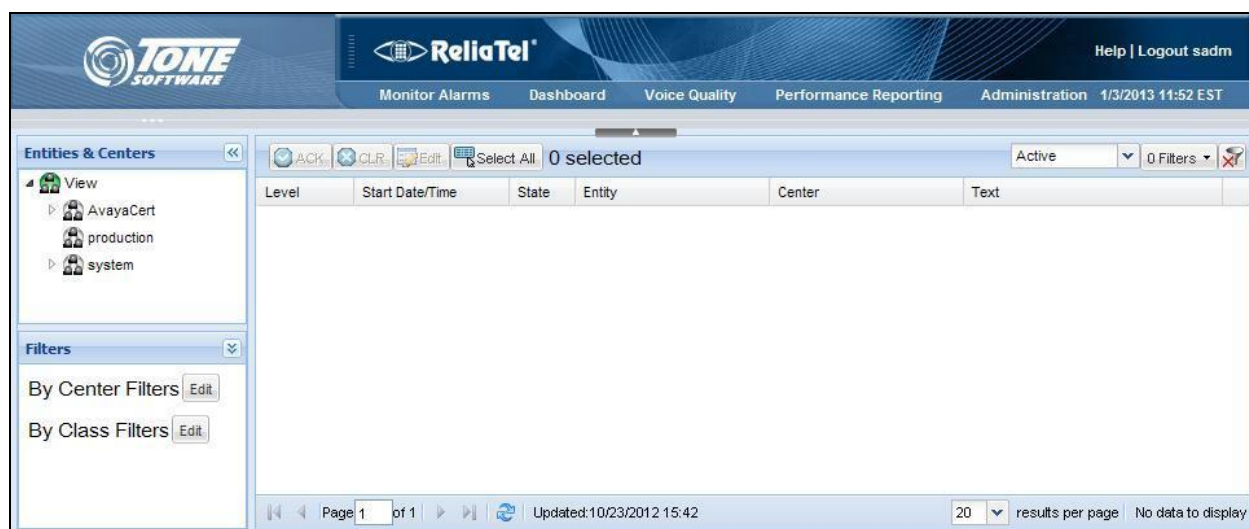 TONE SOFTWARE
ReliaTel
Help | Logout sadm
Monitor Alarms Dashboard Voice Quality Performance Reporting Administration 1/3/2013 11:52 EST
Entities & Centers
View
AvayaCert
production
system
Filters
By Center Filters Edit
By Class Filters Edit
ACK CLR Edit Select All 0 selected Active 0 Filters
Level Start Date/Time State Entity Center Text
Page 1 of 1 Updated:10/23/2012 15:42 20 results per page No data to display